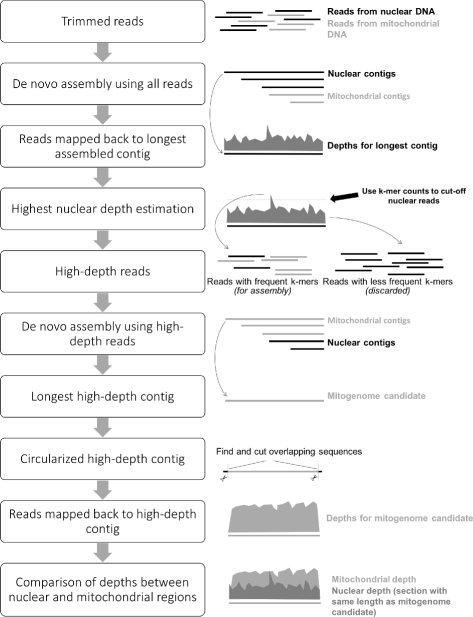 Trimmed reads
Reads from nuclear DNA
Reads from mitochondrial
DNA
De novo assembly using all reads
Nuclear contigs
Mitochondrial contigs
Reads mapped back to longest
assembled contig
Depths for longest contig
Highest nuclear depth estimation
Use k-mer counts to cut-off
nuclear reads
High-depth reads
Reads with frequent k-mers
(for assembly)
Reads with less frequent k-mers
(discarded)
De novo assembly using high-
depth reads
Mitochondrial contigs
Nuclear contigs
Longest high-depth contig
Mitogenome candidate
Circularized high-depth contig
Find and cut overlapping sequences
Reads mapped back to high-depth
contig
Depths for mitogenome candidate
Comparison of depths between
nuclear and mitochondrial regions
Mitochondrial depth
Nuclear depth (section with
same length as mitogenome
candidate)